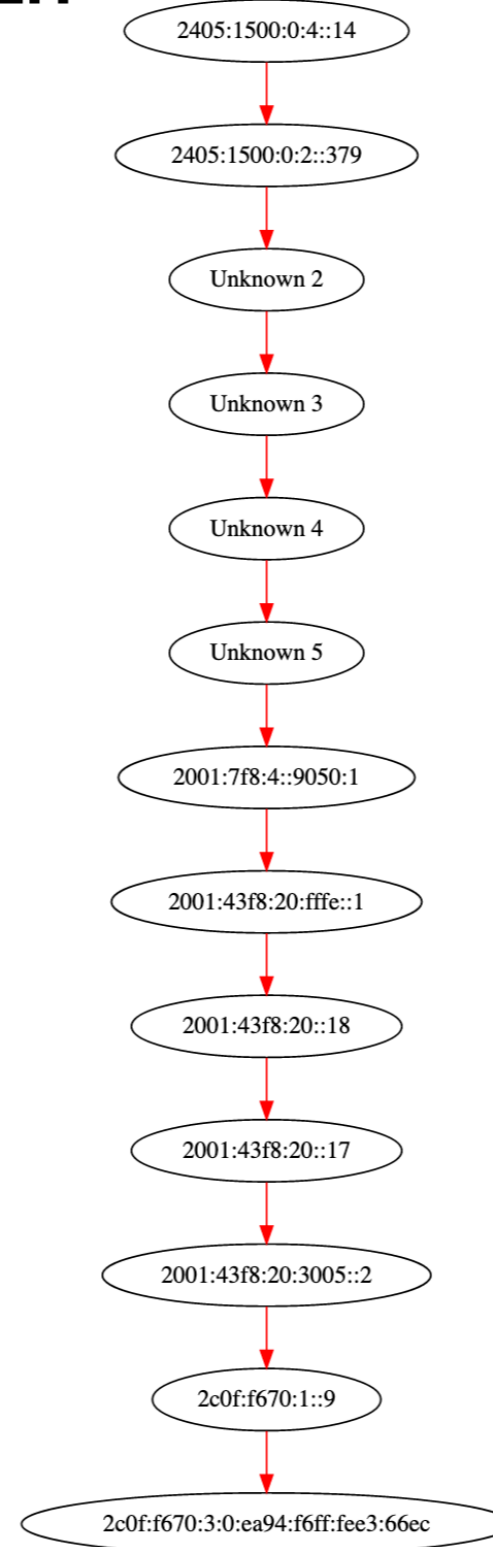 2405:1500:0:4::14
2405:1500:0:2::379
Unknown 2
Unknown 3
Unknown 4
Unknown 5
2001:7f8:4::9050:1
2001:43f8:20:fffe::1
2001:43f8:20::18
2001:43f8:20::17
2001:43f8:20:3005::2
2c0f:f670:1::9
2c0f:f670:3:0:ea94:f6ff:fee3:66ec